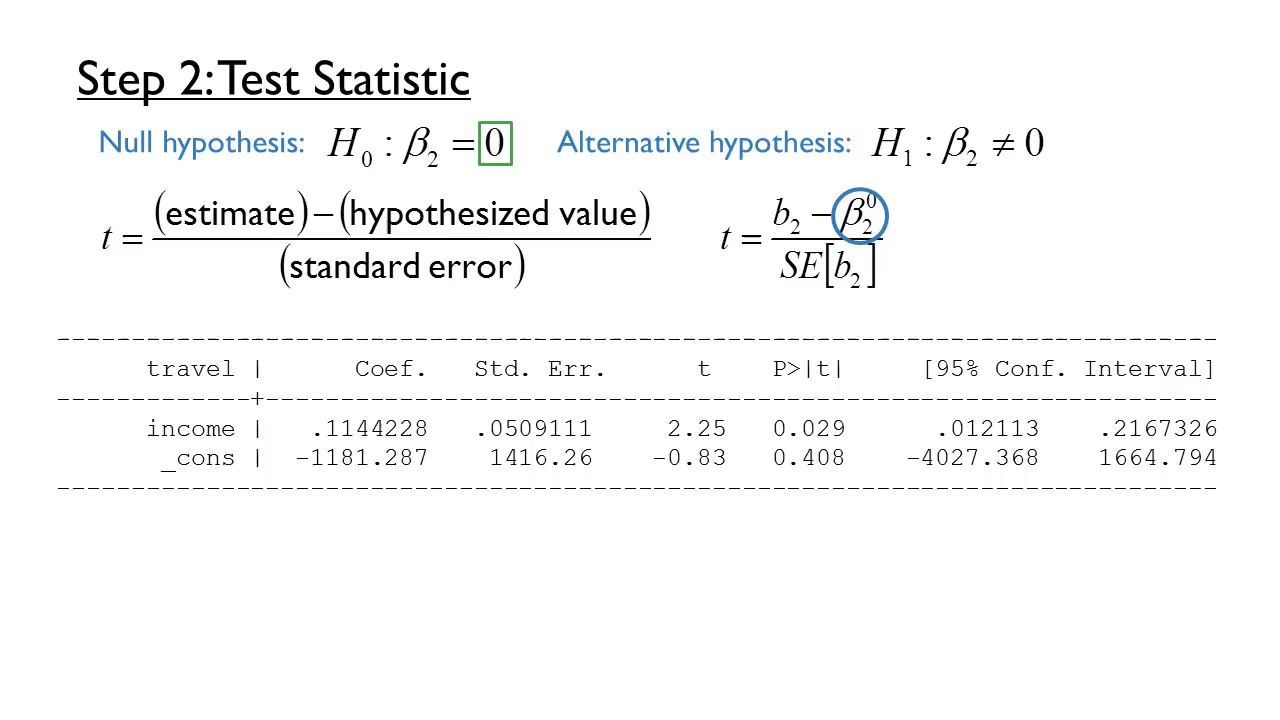 Step 2: Test Statistic
Null hypothesis: H₀ : β₂ = 0 Alternative hypothesis: H₁ : β₂ ≠ 0
t = (estimate) − (hypothesized value) / (standard error) t = b₂ − β₂⁰ / SE[b₂]
-------------------------------------------------------------------------------
travel | Coef. Std. Err. t P>|t| [95% Conf. Interval]
-------------+-----------------------------------------------------------------
income | .1144228 .0509111 2.25 0.029 .012113 .2167326
_cons | -1181.287 1416.26 -0.83 0.408 -4027.368 1664.794
-------------------------------------------------------------------------------